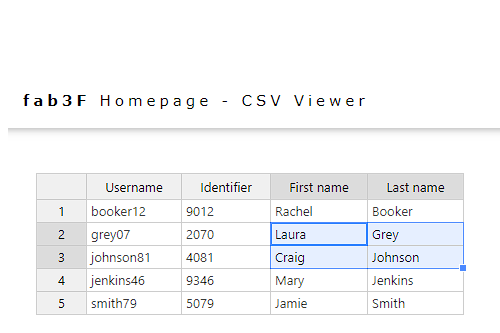 fab3F Homepage - CSV Viewer
Username Identifier First name Last name
1 booker12 9012 Rachel Booker
2 grey07 2070 Laura Grey
3 johnson81 4081 Craig Johnson
4 jenkins46 9346 Mary Jenkins
5 smith79 5079 Jamie Smith